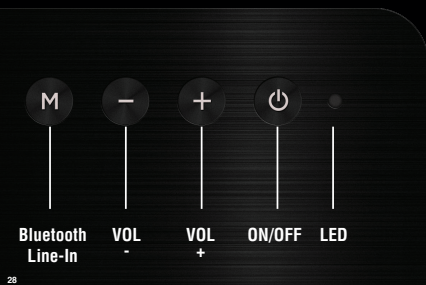 M - +
Bluetooth VOL VOL ON/OFF LED
Line-In - +
28